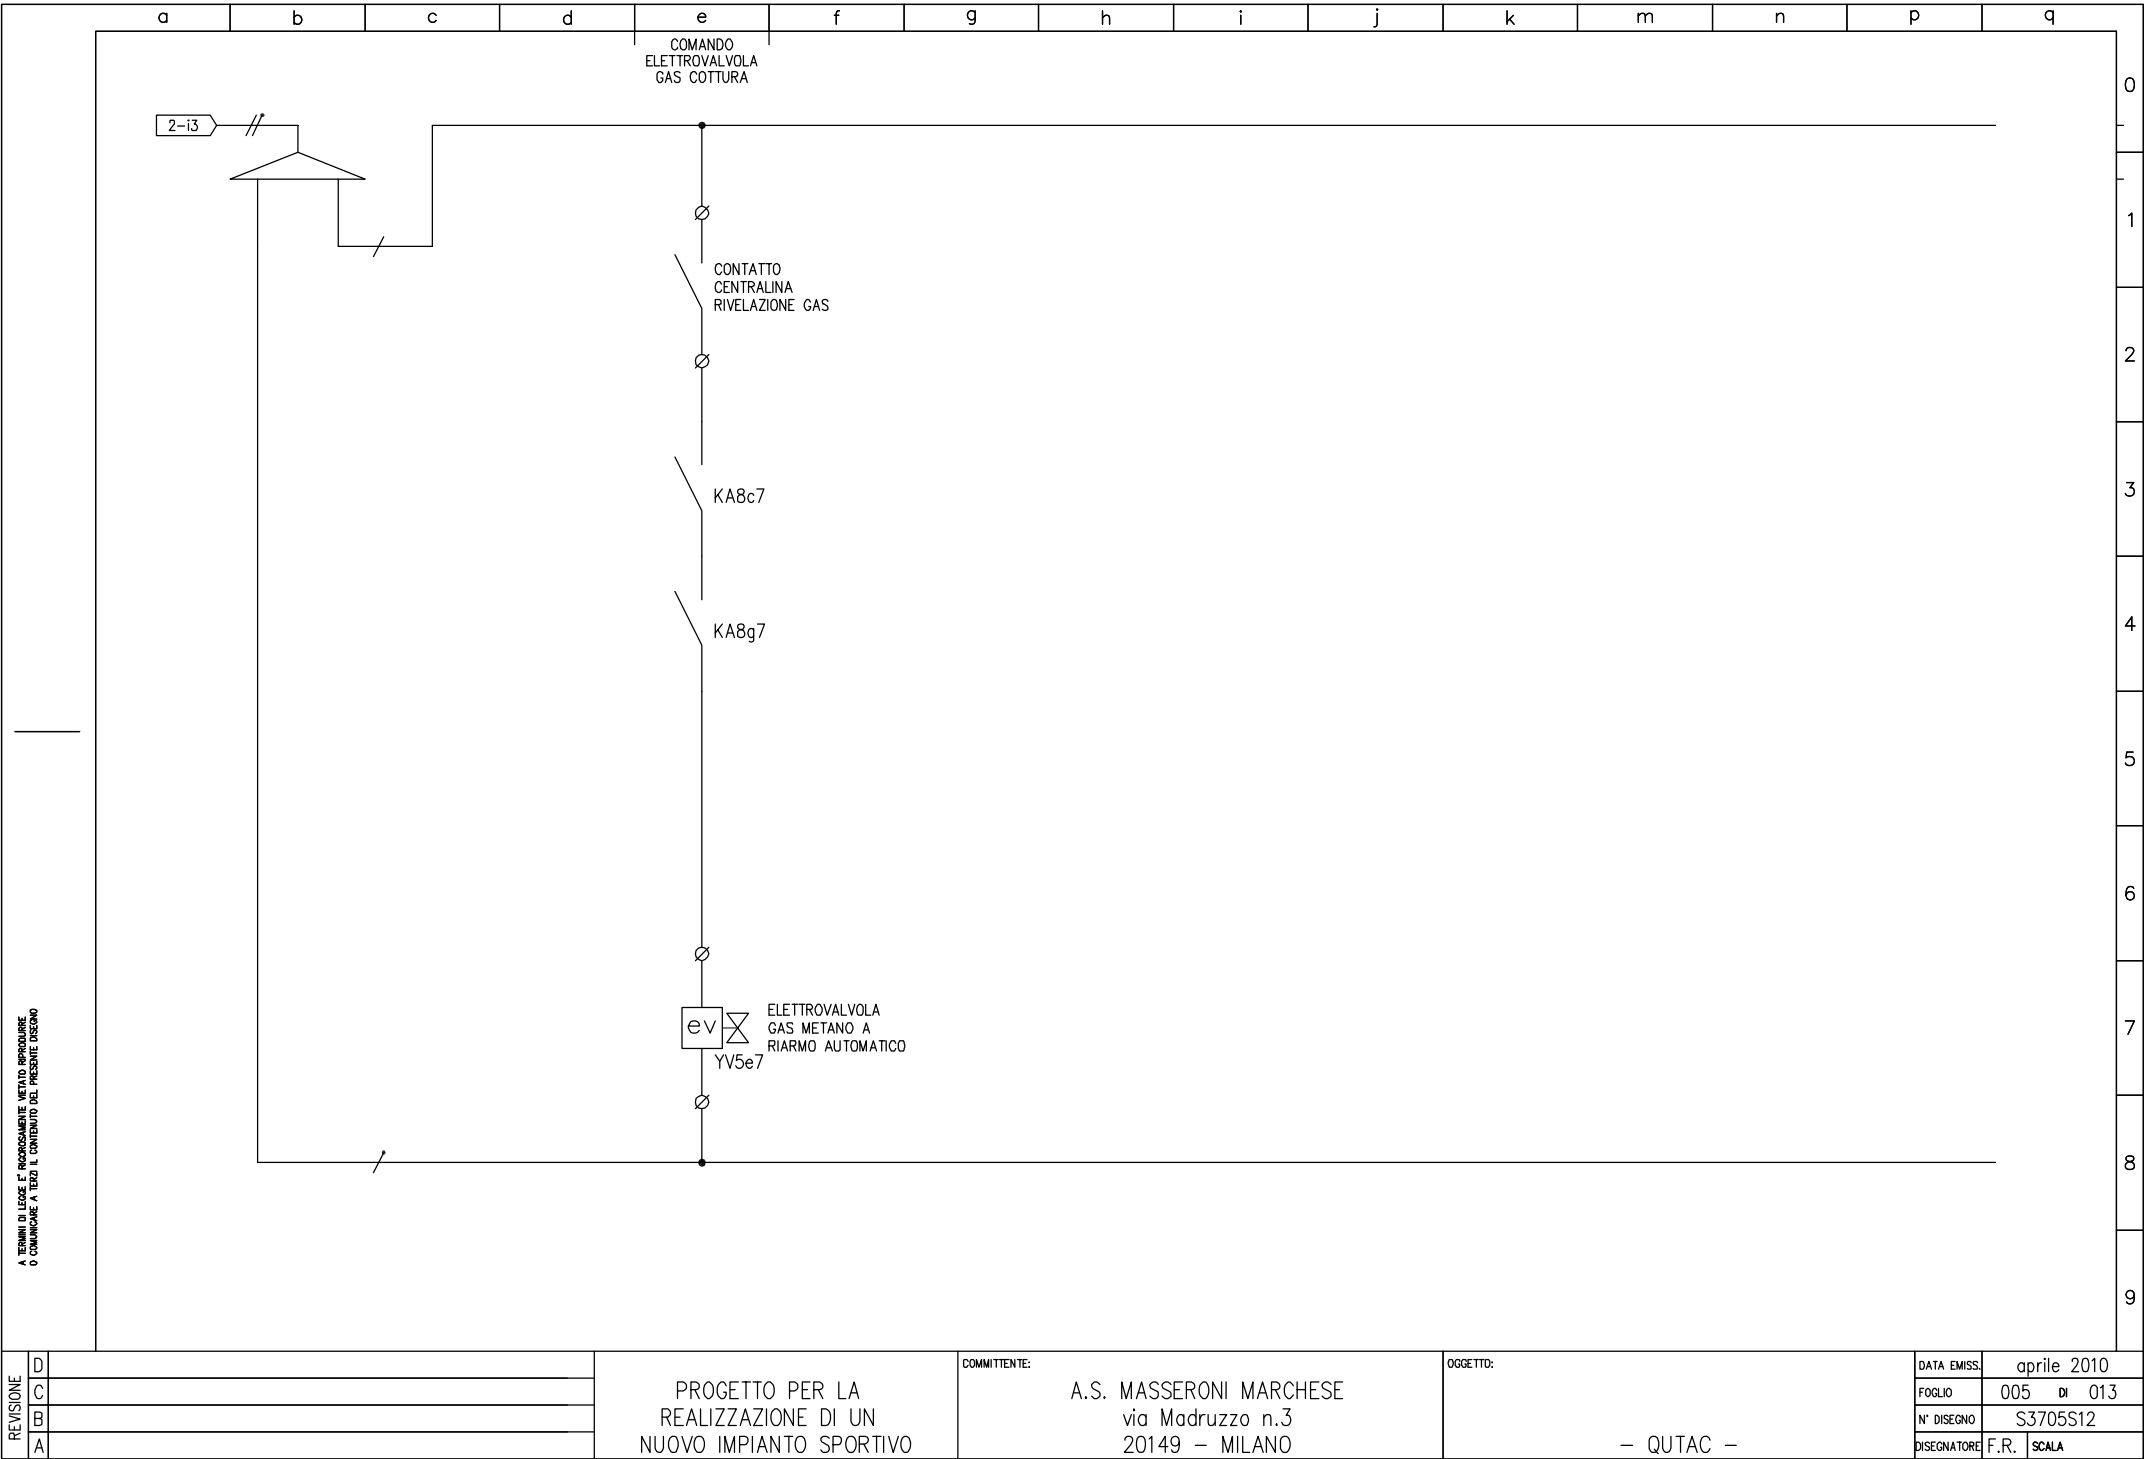 a b c d e f g h i j k m n p q
COMANDO
ELETTROVALVOLA
GAS COTTURA
0
2-i3
1
CONTATTO
CENTRALINA
RIVELAZIONE GAS
2
3
KA8c7
4
KA8g7
5
6
7
ev
ELETTROVALVOLA
GAS METANO A
RIARMO AUTOMATICO
YV5e7
8
9
A TERMINI DI LEGGE E' RIGOROSAMENTE VIETATO RIPRODURRE
O COMUNICARE A TERZI IL CONTENUTO DEL PRESENTE DISEGNO
REVISIONE
D
C
B
A
PROGETTO PER LA
REALIZZAZIONE DI UN
NUOVO IMPIANTO SPORTIVO
COMMITTENTE:
A.S. MASSERONI MARCHESE
via Madruzzo n.3
20149 - MILANO
OGGETTO:
- QUTAC -
DATA EMISS. aprile 2010
FOGLIO 005 DI 013
N° DISEGNO S3705S12
DISEGNATORE F.R. SCALA